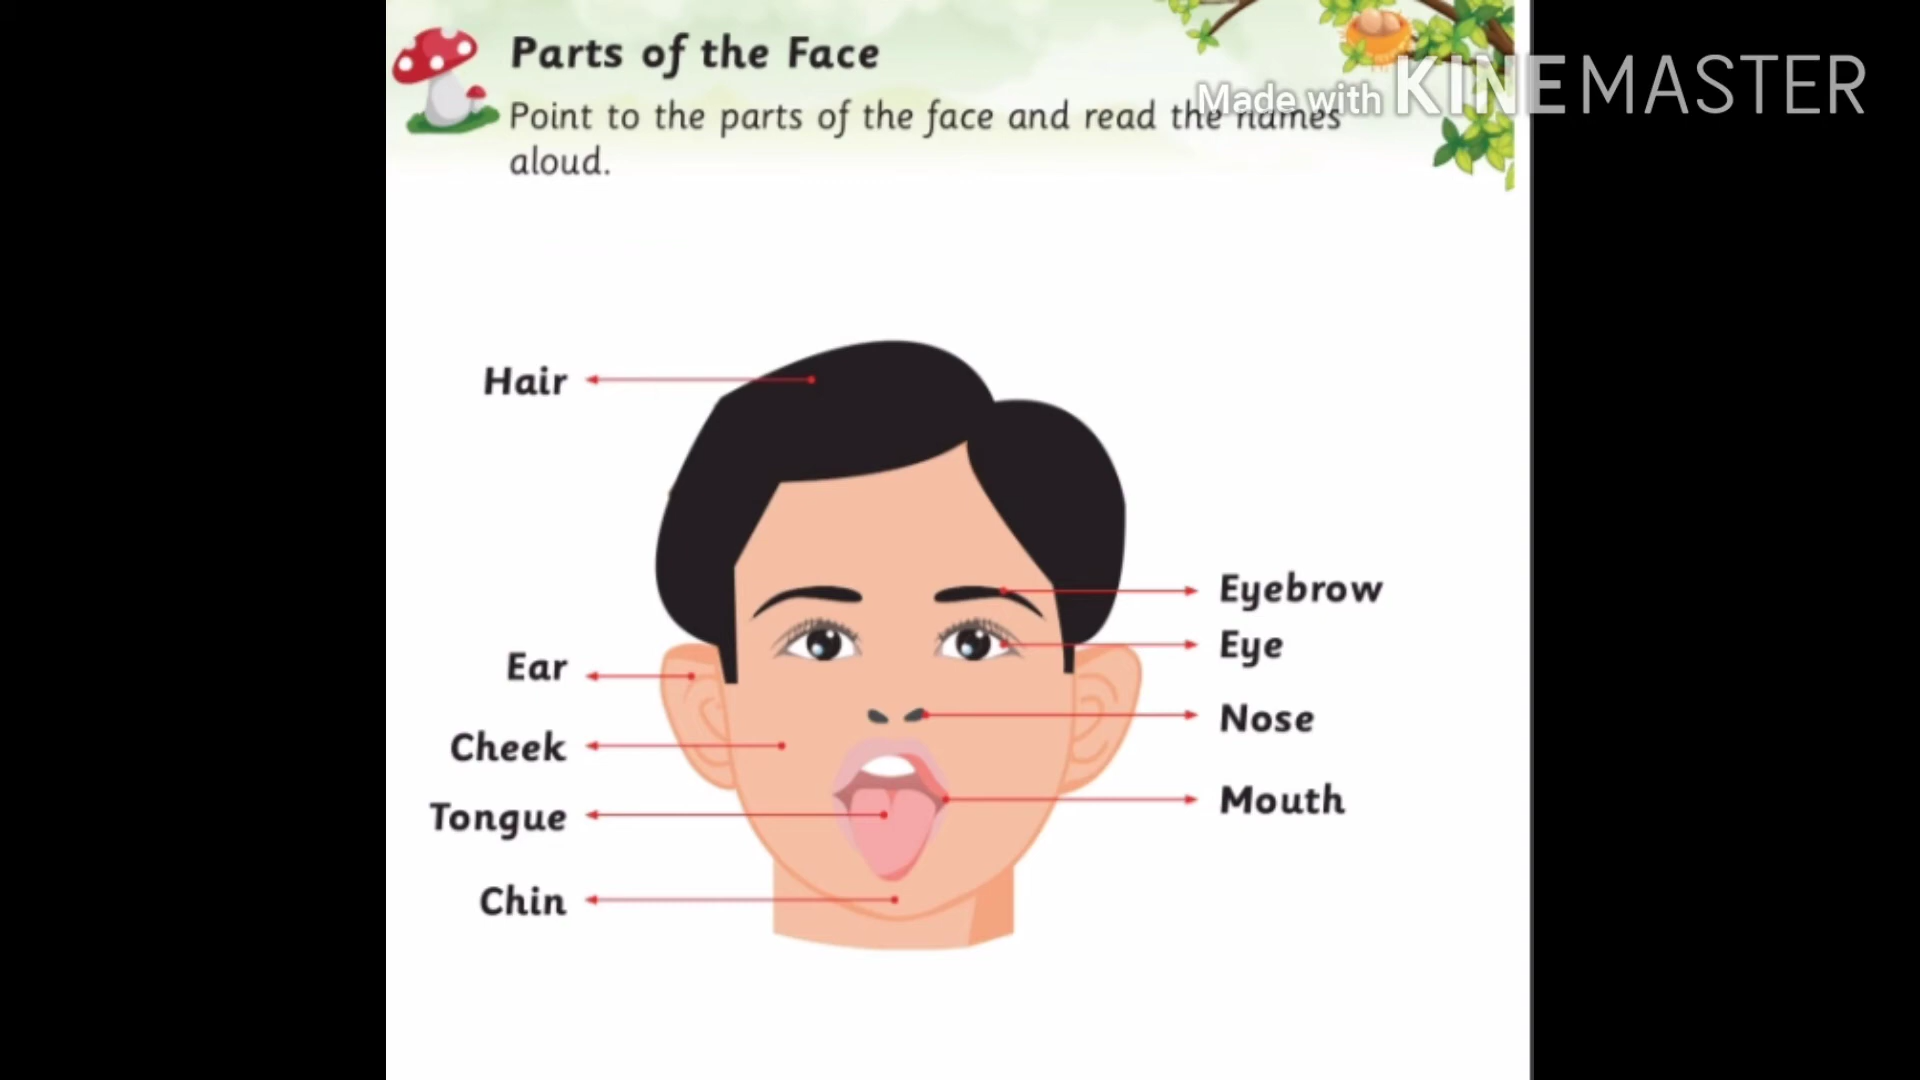 Parts of the Face
Made with KINEMASTER
Point to the parts of the face and read the names
aloud.
Hair
Eyebrow
Eye
Ear
Nose
Cheek
Mouth
Tongue
Chin